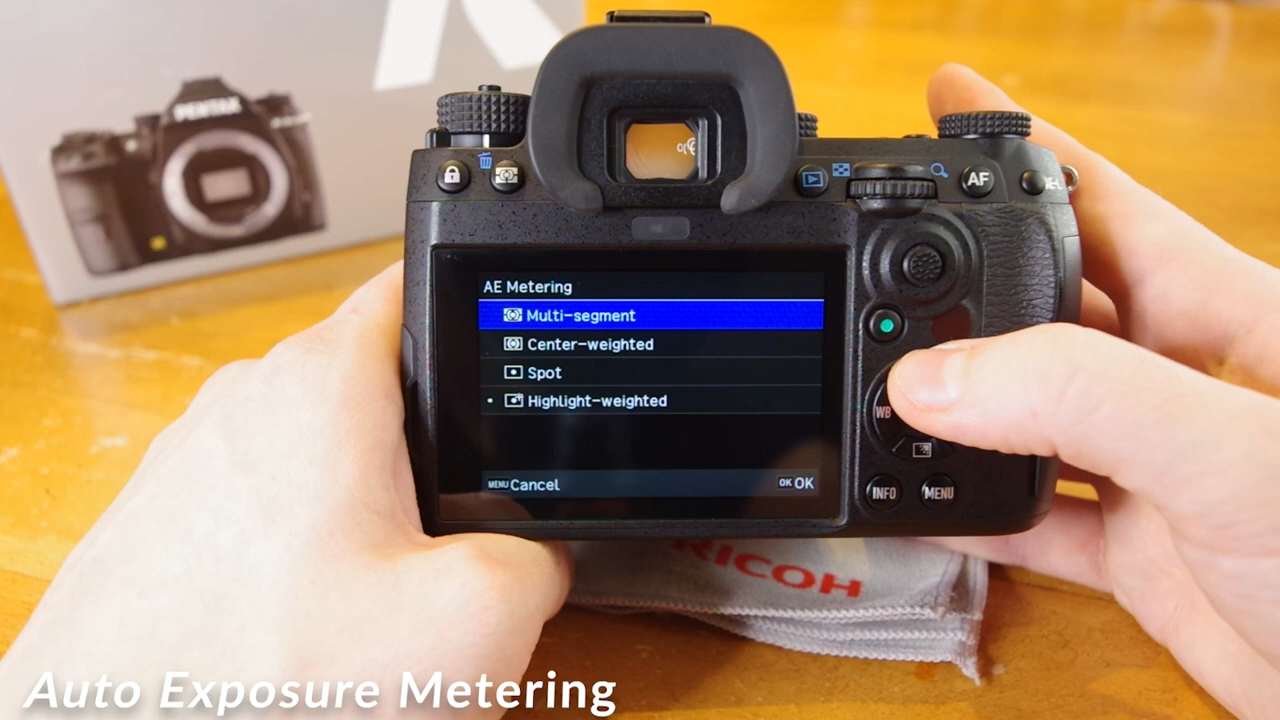 PENTAX
AF
AE-L
AE Metering
Multi-segment
Center-weighted
Spot
Highlight-weighted
MENU Cancel
OK OK
WB
INFO
MENU
RICOH
Auto Exposure Metering